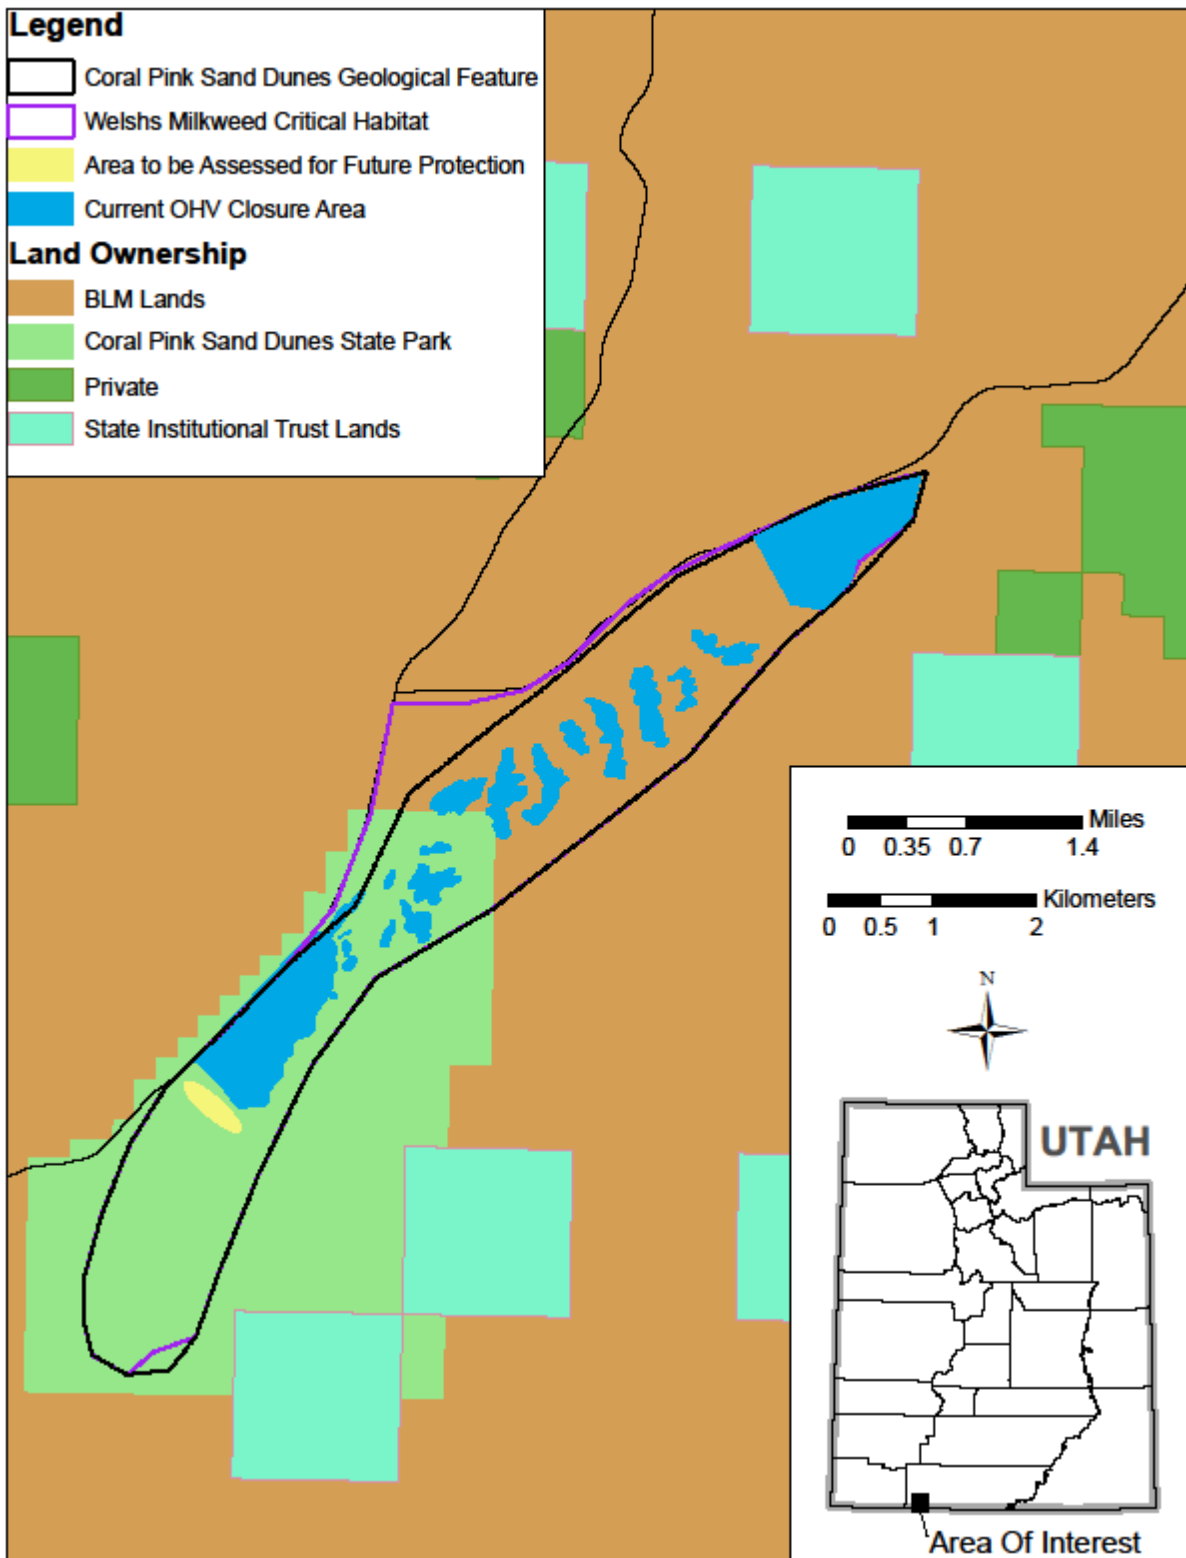 Legend
Coral Pink Sand Dunes Geological Feature
Welshs Milkweed Critical Habitat
Area to be Assessed for Future Protection
Current OHV Closure Area
Land Ownership
BLM Lands
Coral Pink Sand Dunes State Park
Private
State Institutional Trust Lands
Miles
0 0.35 0.7 1.4
Kilometers
0 0.5 1 2
N
UTAH
Area Of Interest